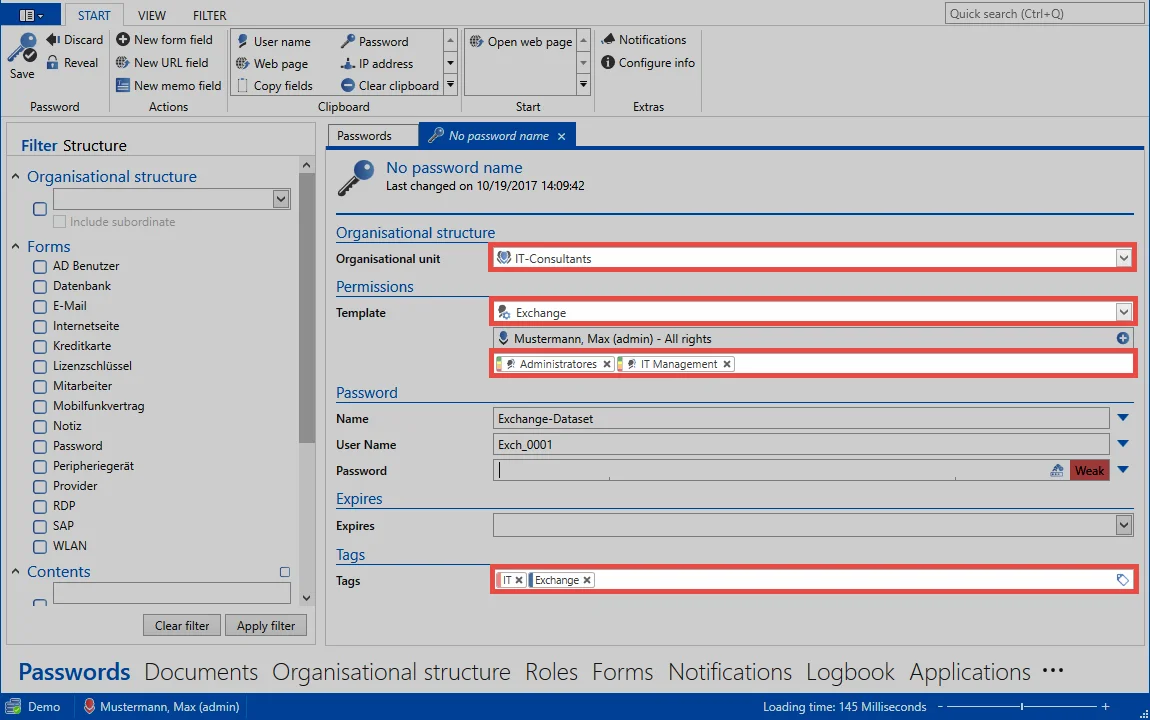 START VIEW FILTER
Quick search (Ctrl+Q)
Discard New form field User name Password Open web page Notifications
Reveal New URL field Web page IP address Configure info
Save New memo field Copy fields Clear clipboard
Password Actions Clipboard Start Extras
Filter Structure
Organisational structure
Include subordinate
Forms
AD Benutzer
Datenbank
E-Mail
Internetseite
Kreditkarte
Lizenzschlüssel
Mitarbeiter
Mobilfunkvertrag
Notiz
Password
Peripheriegerät
Provider
RDP
SAP
WLAN
Contents
Clear filter Apply filter
Passwords No password name
No password name
Last changed on 10/19/2017 14:09:42
Organisational structure
Organisational unit IT-Consultants
Permissions
Template Exchange
Mustermann, Max (admin) - All rights
Administratores IT Management
Password
Name Exchange-Dataset
User Name Exch_0001
Password Weak
Expires
Expires
Tags
Tags IT Exchange
Passwords Documents Organisational structure Roles Forms Notifications Logbook Applications ...
Demo Mustermann, Max (admin) Loading time: 145 Milliseconds - +